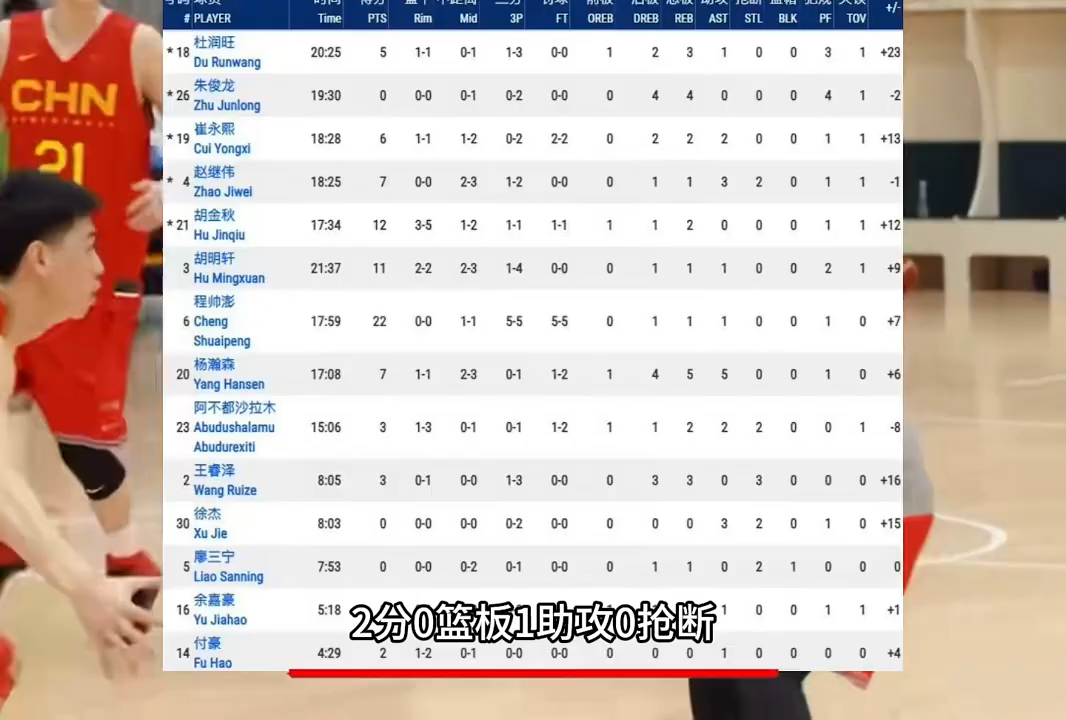 # PLAYER Time PTS Rim Mid 3P FT OREB DREB REB AST STL BLK PF TOV +/-
* 18 杜润旺 Du Runwang 20:25 5 1-1 0-1 1-3 0-0 1 2 3 1 0 0 3 1 +23
* 26 朱俊龙 Zhu Junlong 19:30 0 0-0 0-1 0-2 0-0 0 4 4 0 0 0 4 1 -2
* 19 崔永熙 Cui Yongxi 18:28 6 1-1 1-2 0-2 2-2 0 2 2 2 0 0 1 1 +13
* 4 赵继伟 Zhao Jiwei 18:25 7 0-0 2-3 1-2 0-0 0 1 1 3 2 0 1 1 -1
* 21 胡金秋 Hu Jinqiu 17:34 12 3-5 1-2 1-1 1-1 1 1 2 0 0 0 1 1 +12
3 胡明轩 Hu Mingxuan 21:37 11 2-2 2-3 1-4 0-0 0 1 1 1 0 0 2 1 +9
6 程帅澎 Cheng Shuaipeng 17:59 22 0-0 1-1 5-5 5-5 0 1 1 1 0 0 1 0 +7
20 杨瀚森 Yang Hansen 17:08 7 1-1 2-3 0-1 1-2 1 4 5 5 0 0 1 0 +6
23 阿不都沙拉木 Abudushalamu Abudurexiti 15:06 3 1-3 0-1 0-1 1-2 1 1 2 2 2 0 0 1 -8
2 王睿泽 Wang Ruize 8:05 3 0-1 0-0 1-3 0-0 0 3 3 0 3 0 0 0 +16
30 徐杰 Xu Jie 8:03 0 0-0 0-0 0-2 0-0 0 0 0 3 2 0 1 0 +15
5 廖三宁 Liao Sanning 7:53 0 0-0 0-2 0-1 0-0 0 1 1 0 2 1 0 0 0
16 余嘉豪 Yu Jiahao 5:18 1 0 0 1 1 +1
2分0篮板1助攻0抢断
14 付豪 Fu Hao 4:29 2 1-2 0-1 0-0 0-0 0 0 0 1 0 0 0 0 +4
CHN
21